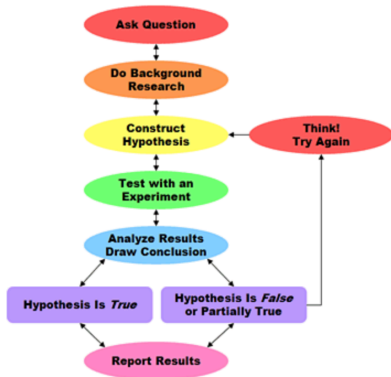 Ask Question
Do Background
Research
Construct
Hypothesis
Think!
Try Again
Test with an
Experiment
Analyze Results
Draw Conclusion
Hypothesis Is True
Hypothesis Is False
or Partially True
Report Results